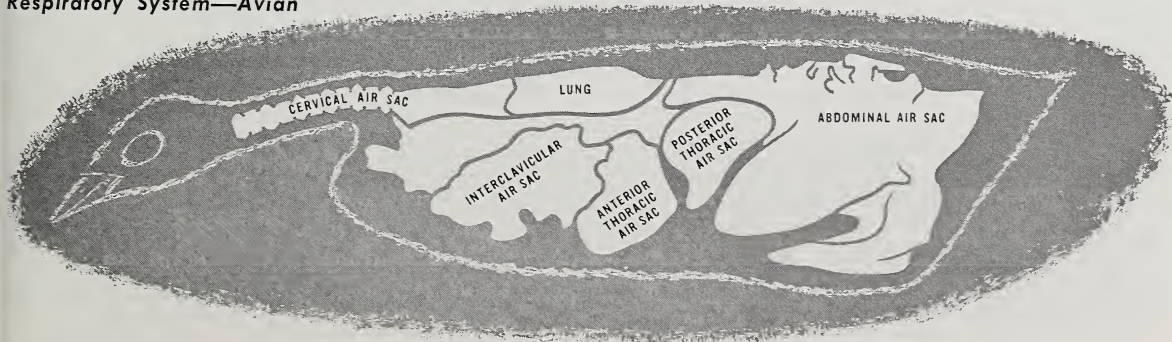 Respiratory System—Avian
CERVICAL AIR SAC
LUNG
INTERCLAVICULAR
AIR SAC
ANTERIOR
THORACIC
AIR SAC
POSTERIOR
THORACIC
AIR SAC
ABDOMINAL AIR SAC